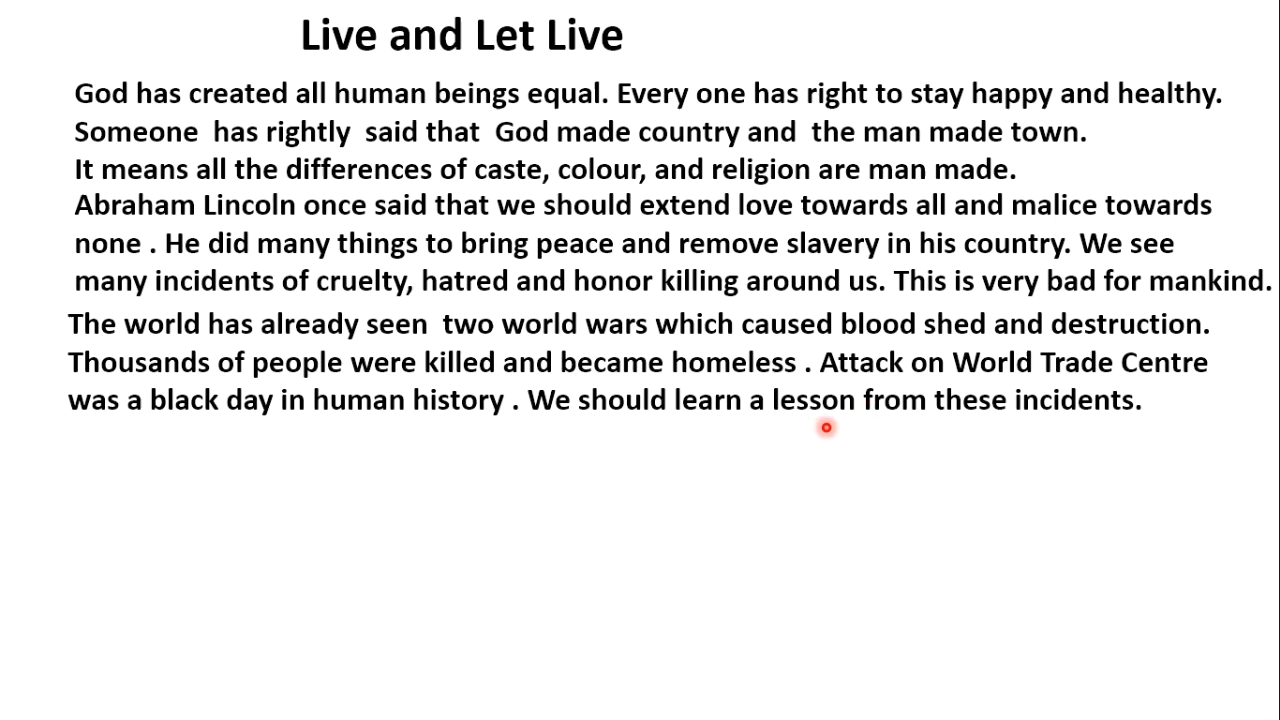 Live and Let Live
God has created all human beings equal. Every one has right to stay happy and healthy.
Someone has rightly said that God made country and the man made town.
It means all the differences of caste, colour, and religion are man made.
Abraham Lincoln once said that we should extend love towards all and malice towards
none . He did many things to bring peace and remove slavery in his country. We see
many incidents of cruelty, hatred and honor killing around us. This is very bad for mankind.
The world has already seen two world wars which caused blood shed and destruction.
Thousands of people were killed and became homeless . Attack on World Trade Centre
was a black day in human history . We should learn a lesson from these incidents.